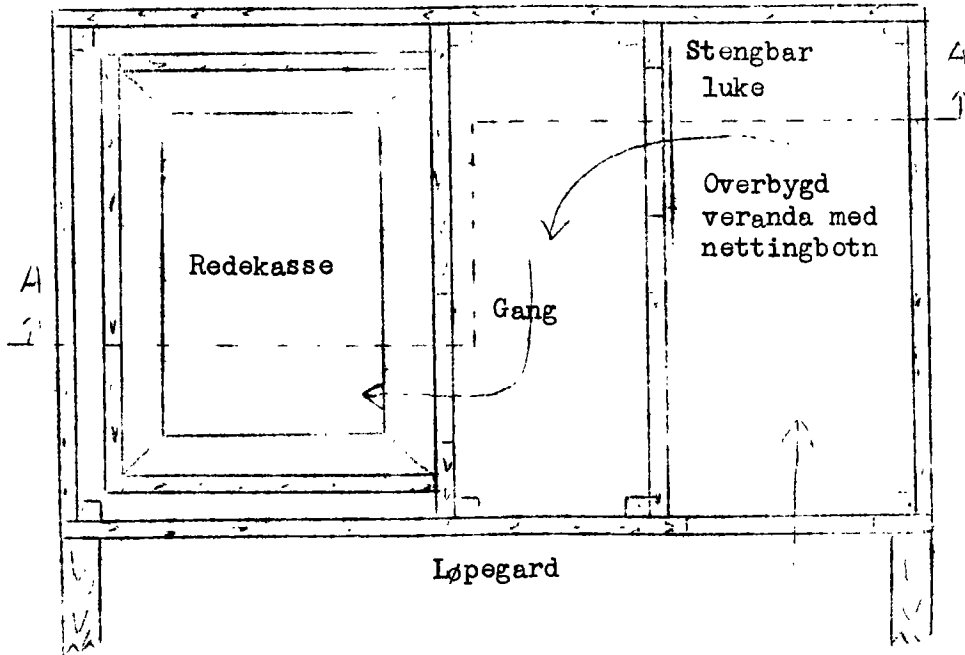 Stengbar
luke
A
Overbygd
veranda med
nettingbotn
Redekasse
A
Gang
Løpegard